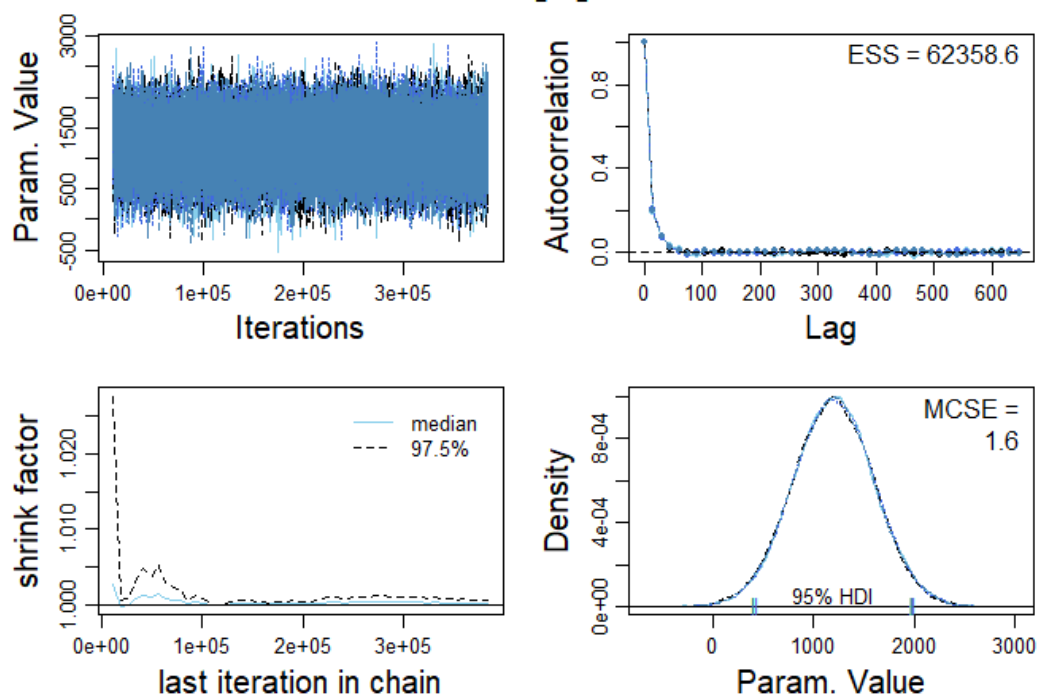 Param. Value
3000
1500
500
-500
0e+00
1e+05
2e+05
3e+05
Iterations
Autocorrelation
0.8
0.4
0.0
ESS = 62358.6
0
100
200
300
400
500
600
Lag
shrink factor
1.020
1.010
1.000
median
97.5%
0e+00
1e+05
2e+05
3e+05
last iteration in chain
Density
8e-04
4e-04
0e+00
MCSE =
1.6
95% HDI
0
1000
2000
3000
Param. Value